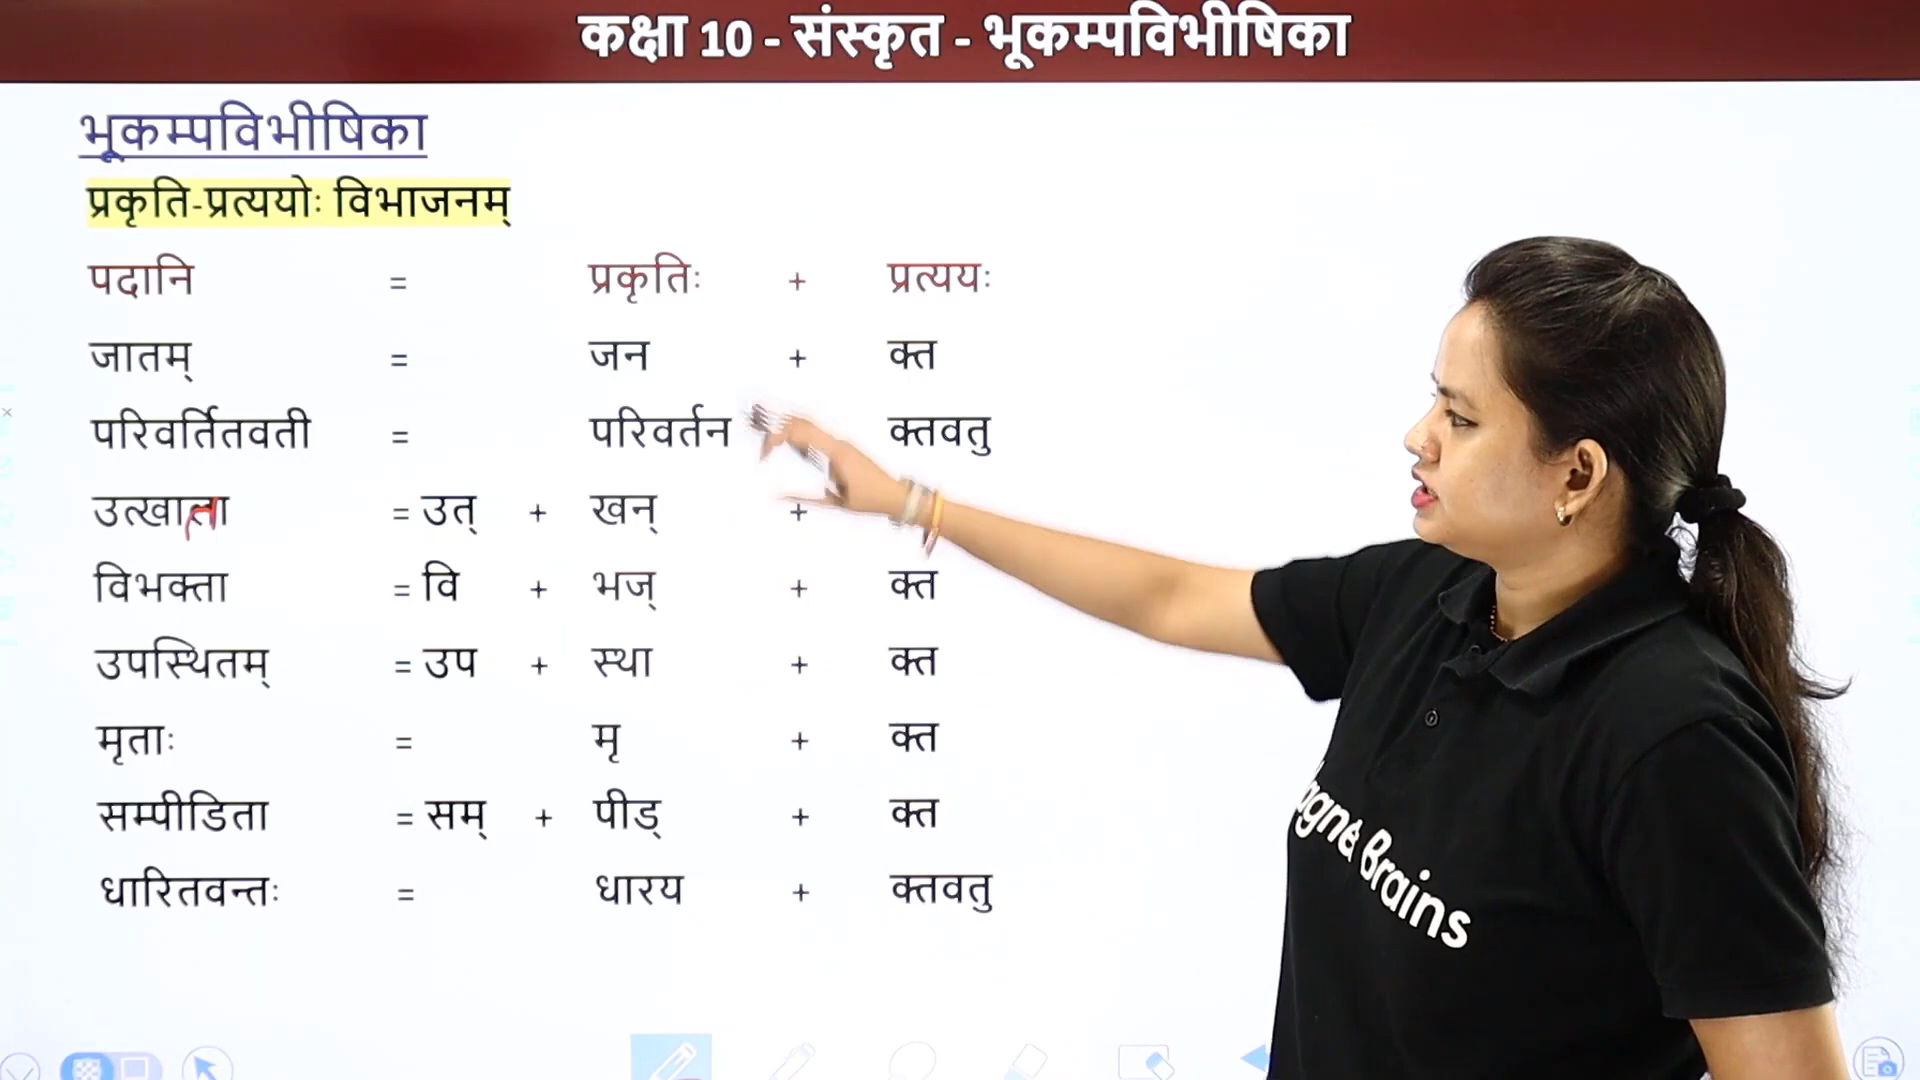 कक्षा 10 - संस्कृत - भूकम्पविभीषिका
भूकम्पविभीषिका
प्रकृति-प्रत्ययोः विभाजनम्
पदानि = प्रकृतिः + प्रत्ययः
जातम् = जन + क्त
परिवर्तितवती = परिवर्तन क्तवतु
उत्खाता = उत् + खन् +
विभक्ता = वि + भज् + क्त
उपस्थितम् = उप + स्था + क्त
मृताः = मृ + क्त
सम्पीडिता = सम् + पीड् + क्त
धारितवन्तः = धारय + क्तवतु
Brains